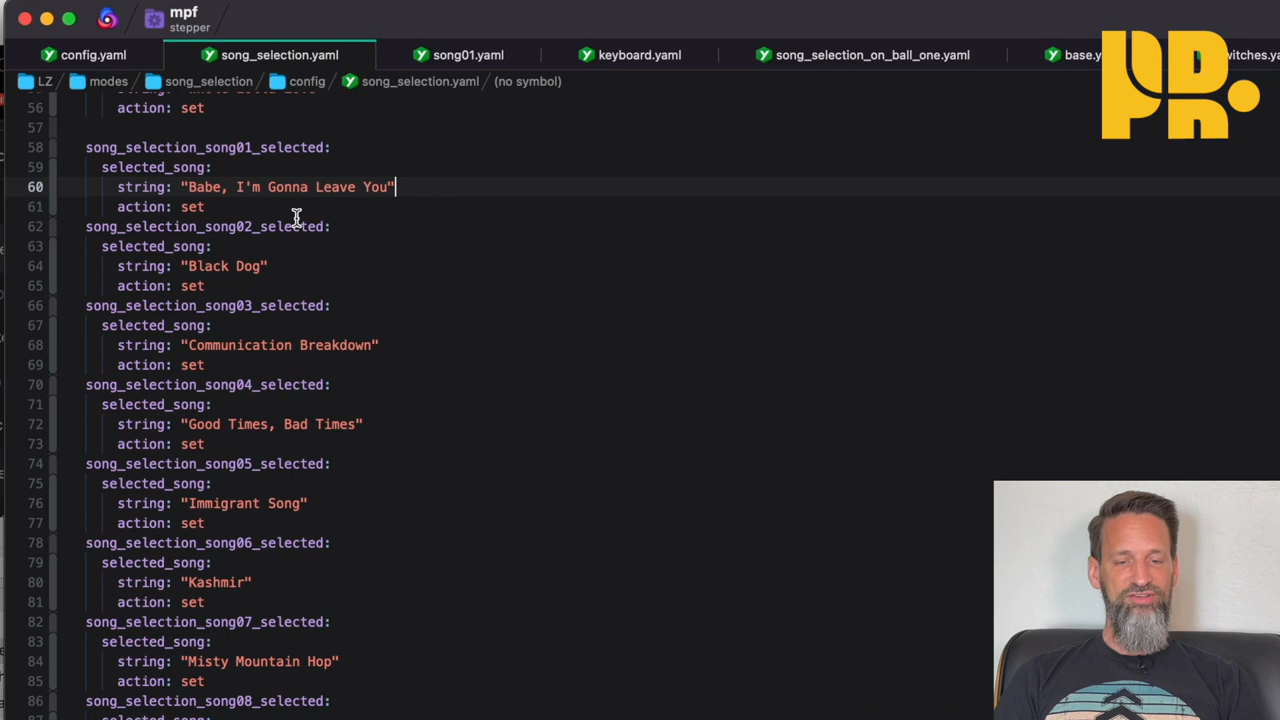 mpf
stepper
config.yaml song_selection.yaml song01.yaml keyboard.yaml song_selection_on_ball_one.yaml base.y witches.ya
LZ modes song_selection config song_selection.yaml (no symbol)
56 action: set
57
58 song_selection_song01_selected:
59 selected_song:
60 string: "Babe, I'm Gonna Leave You"
61 action: set
62 song_selection_song02_selected:
63 selected_song:
64 string: "Black Dog"
65 action: set
66 song_selection_song03_selected:
67 selected_song:
68 string: "Communication Breakdown"
69 action: set
70 song_selection_song04_selected:
71 selected_song:
72 string: "Good Times, Bad Times"
73 action: set
74 song_selection_song05_selected:
75 selected_song:
76 string: "Immigrant Song"
77 action: set
78 song_selection_song06_selected:
79 selected_song:
80 string: "Kashmir"
81 action: set
82 song_selection_song07_selected:
83 selected_song:
84 string: "Misty Mountain Hop"
85 action: set
86 song_selection_song08_selected: